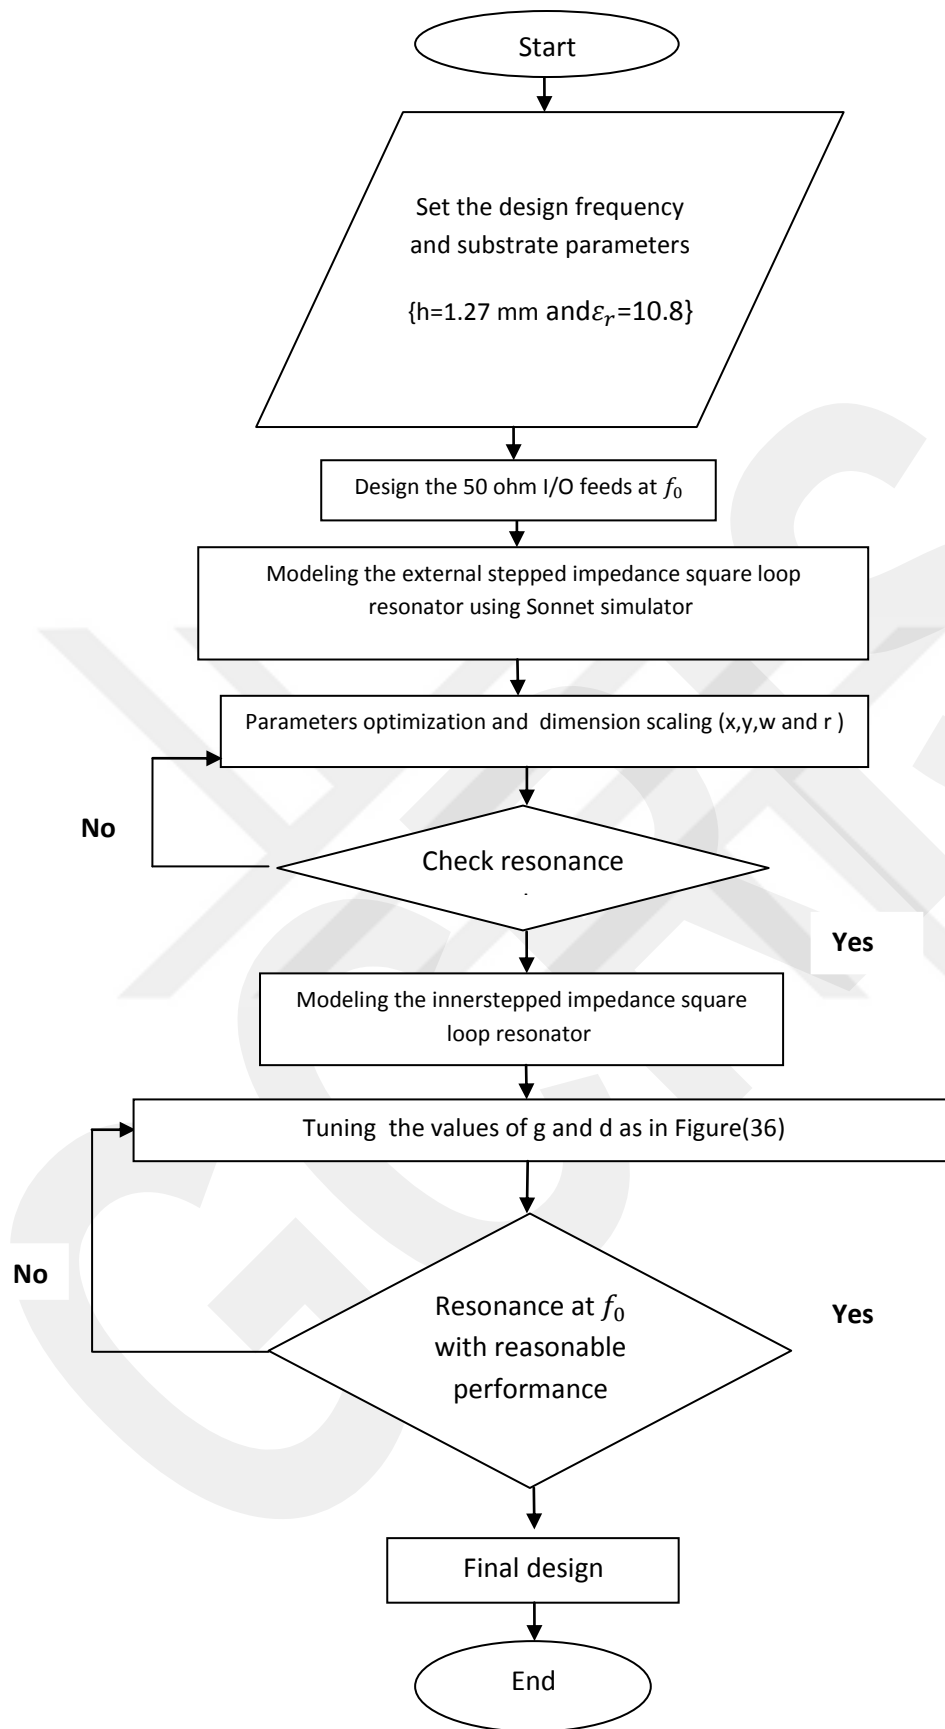 Start
Set the design frequency
and substrate parameters
{h=1.27 mm andεᵣ=10.8}
Design the 50 ohm I/O feeds at f₀
Modeling the external stepped impedance square loop
resonator using Sonnet simulator
Parameters optimization and dimension scaling (x,y,w and r )
No
Check resonance
.
Yes
Modeling the innerstepped impedance square
loop resonator
Tuning the values of g and d as in Figure(36)
No
Resonance at f₀
with reasonable
performance
Yes
Final design
End